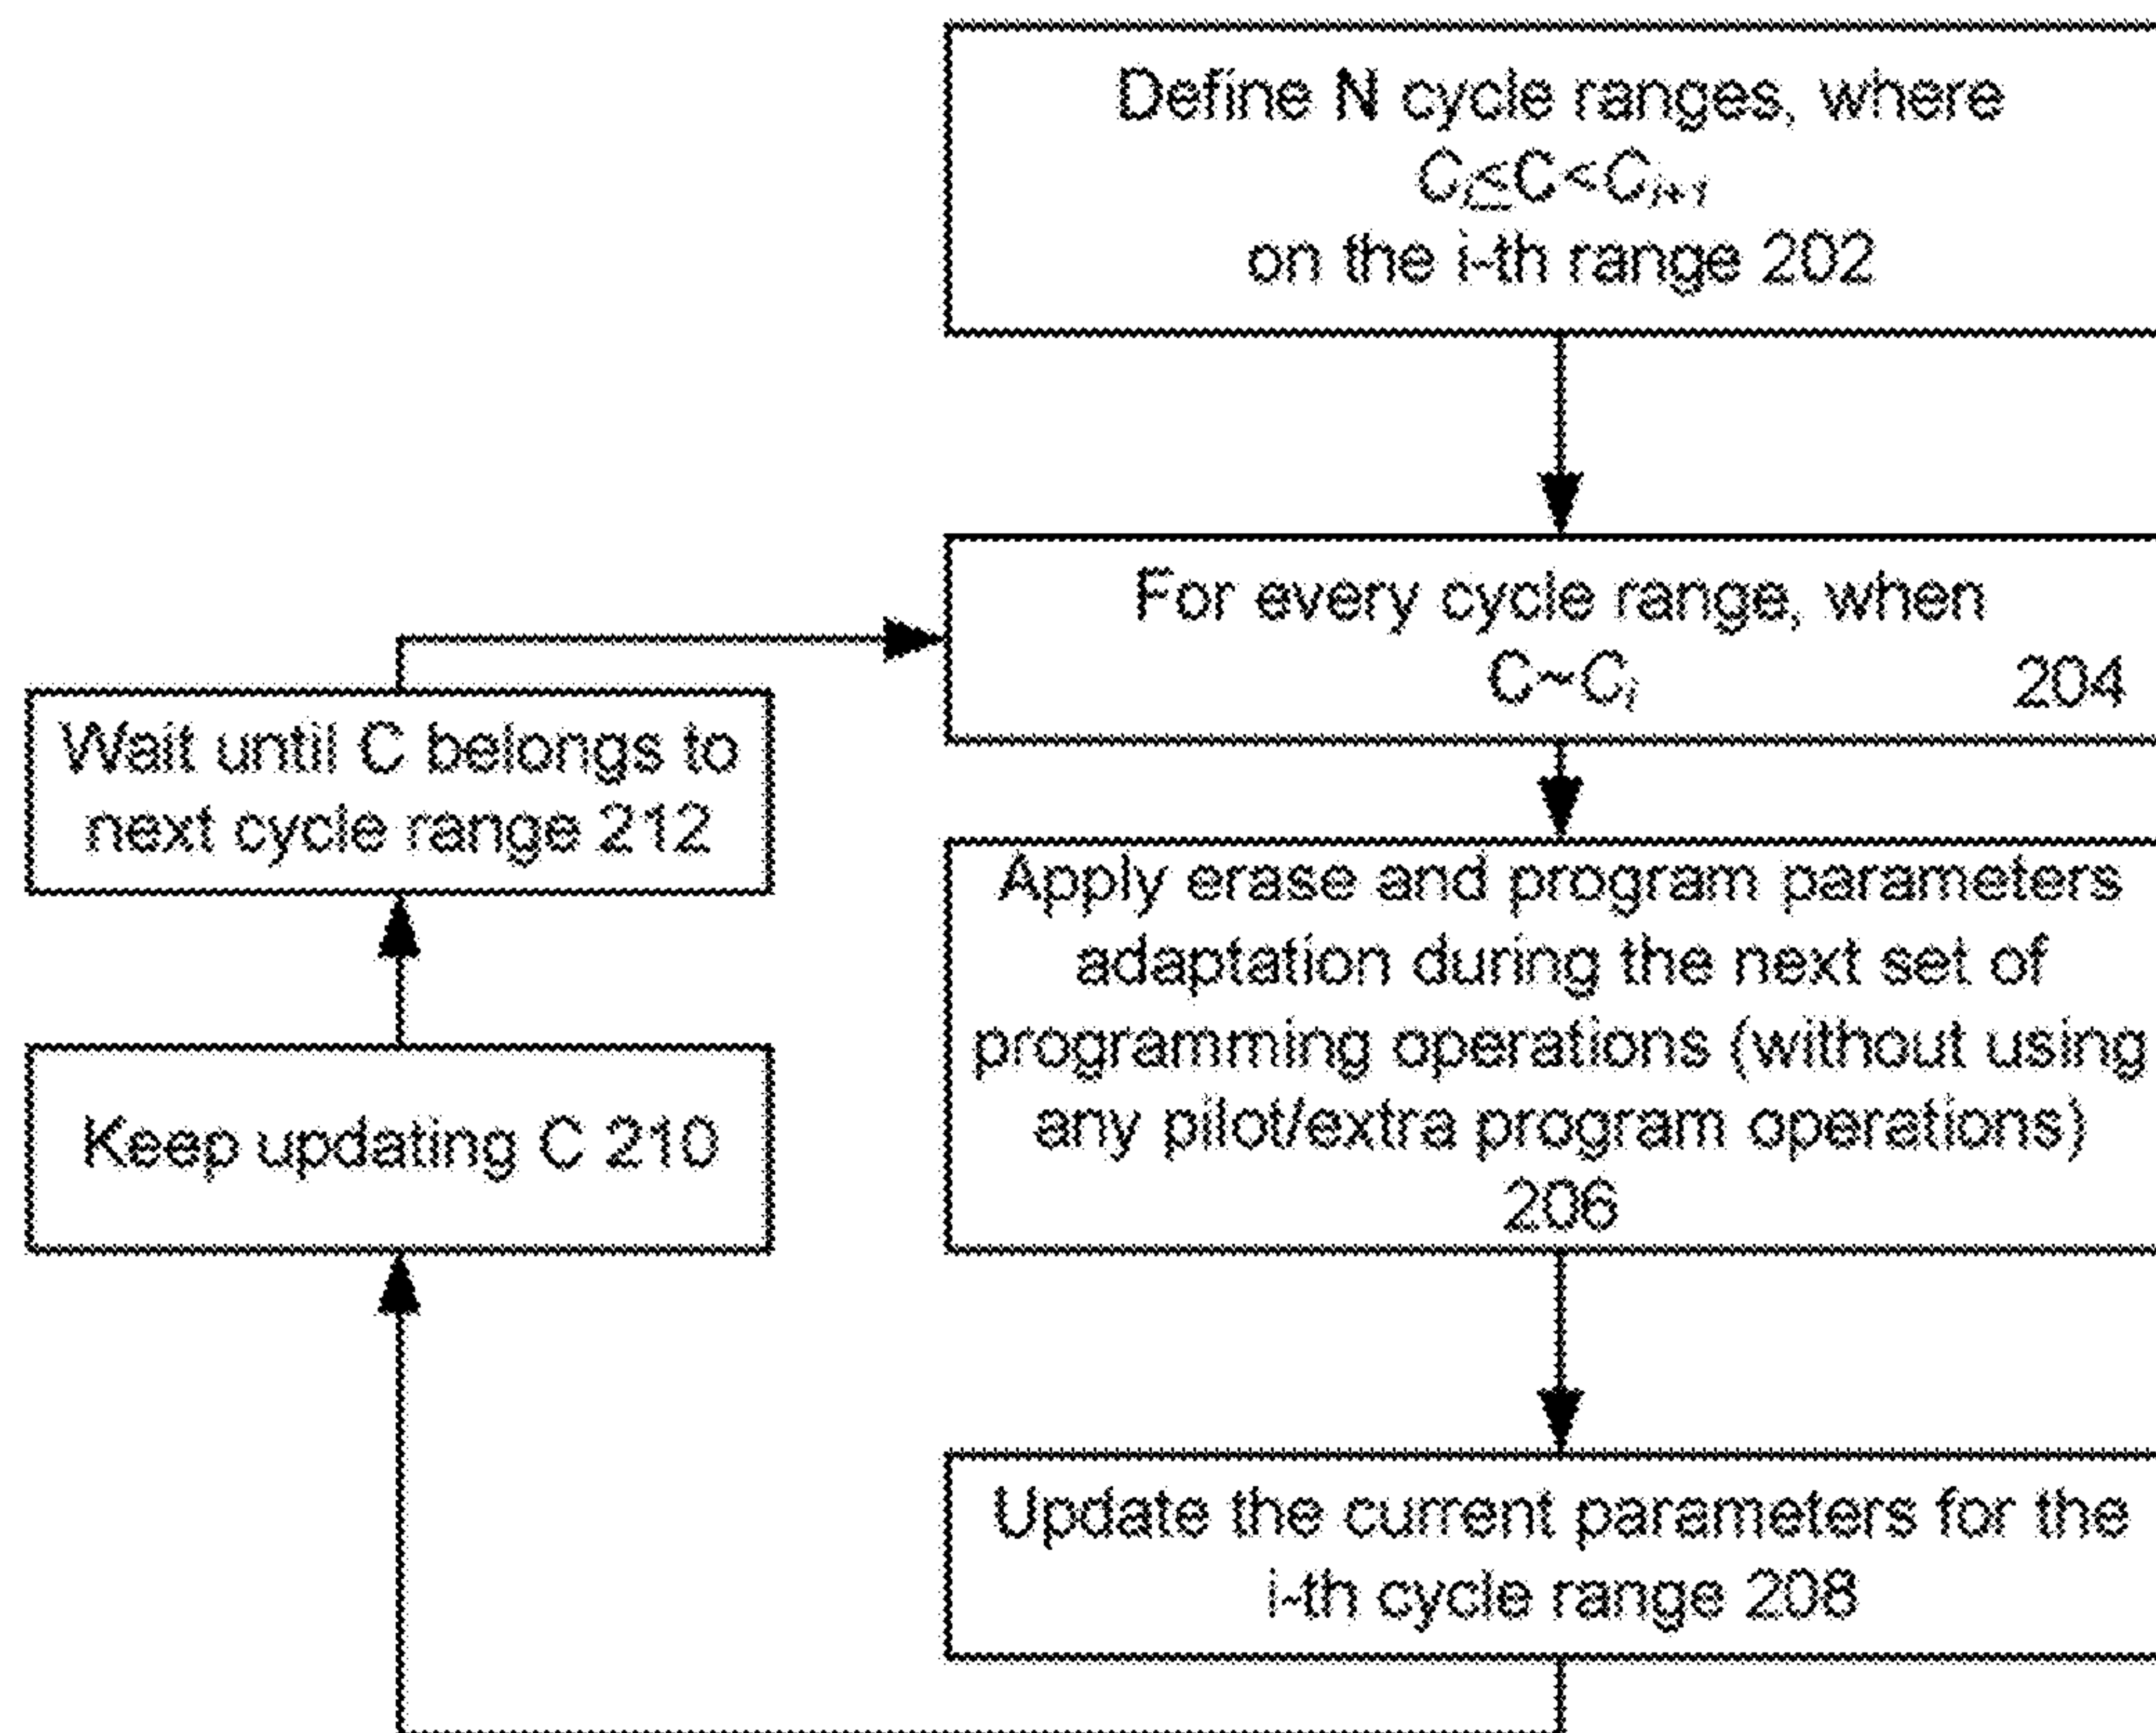 Define N cycle ranges, where
Cᵢ≤C<Cᵢ₊₁
on the i-th range 202
For every cycle range, when
C~Cᵢ 204
Apply erase and program parameters
adaptation during the next set of
programming operations (without using
any pilot/extra program operations)
206
Update the current parameters for the
i-th cycle range 208
Keep updating C 210
Wait until C belongs to
next cycle range 212